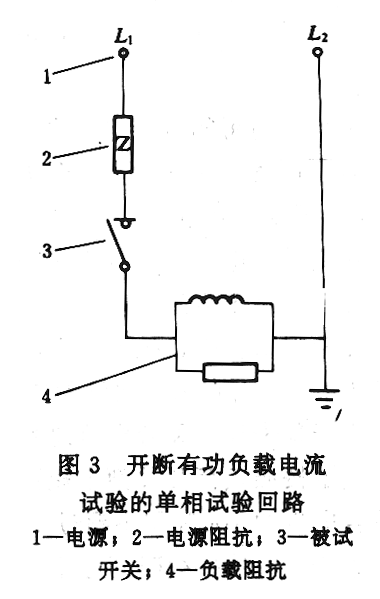 L₁ L₂
1
2 Z
3
4
图 3 开断有功负载电流
试验的单相试验回路
1—电源；2—电源阻抗；3—被试
开关；4—负载阻抗